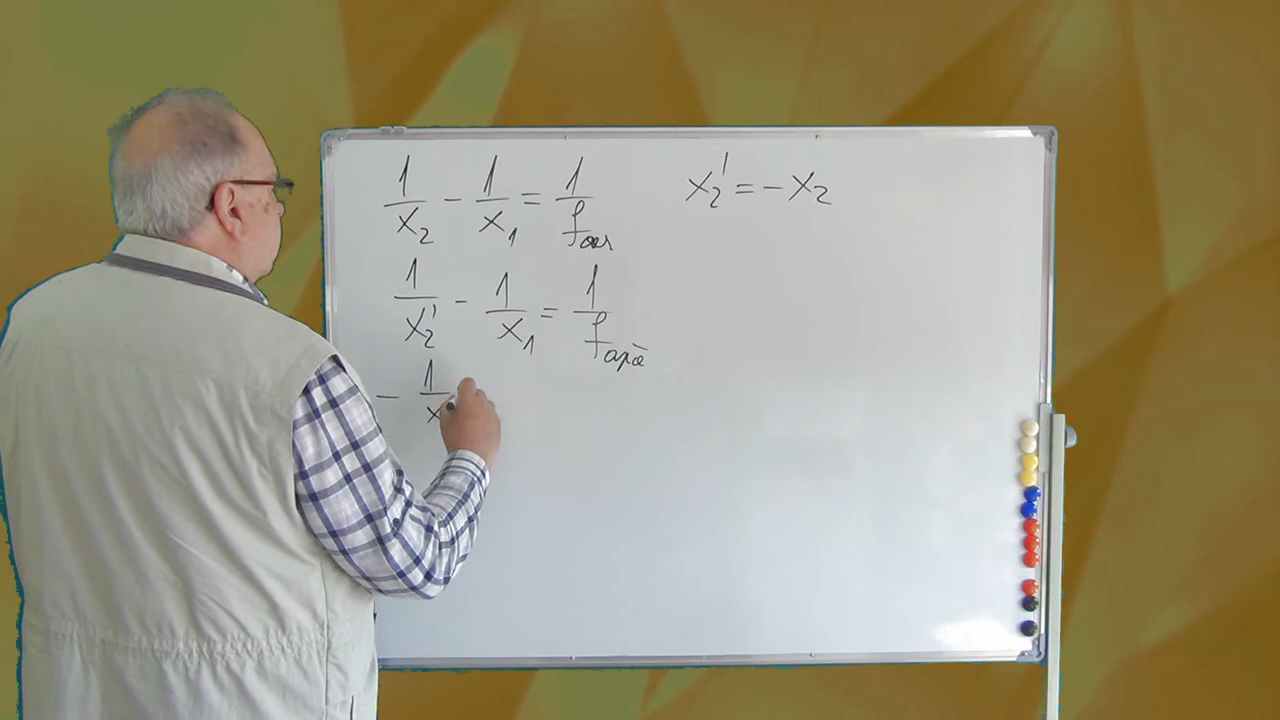 1/x₂ − 1/x₁ = 1/f_aer
x₂' = −x₂
1/x₂' − 1/x₁ = 1/f_apă
− 1/x